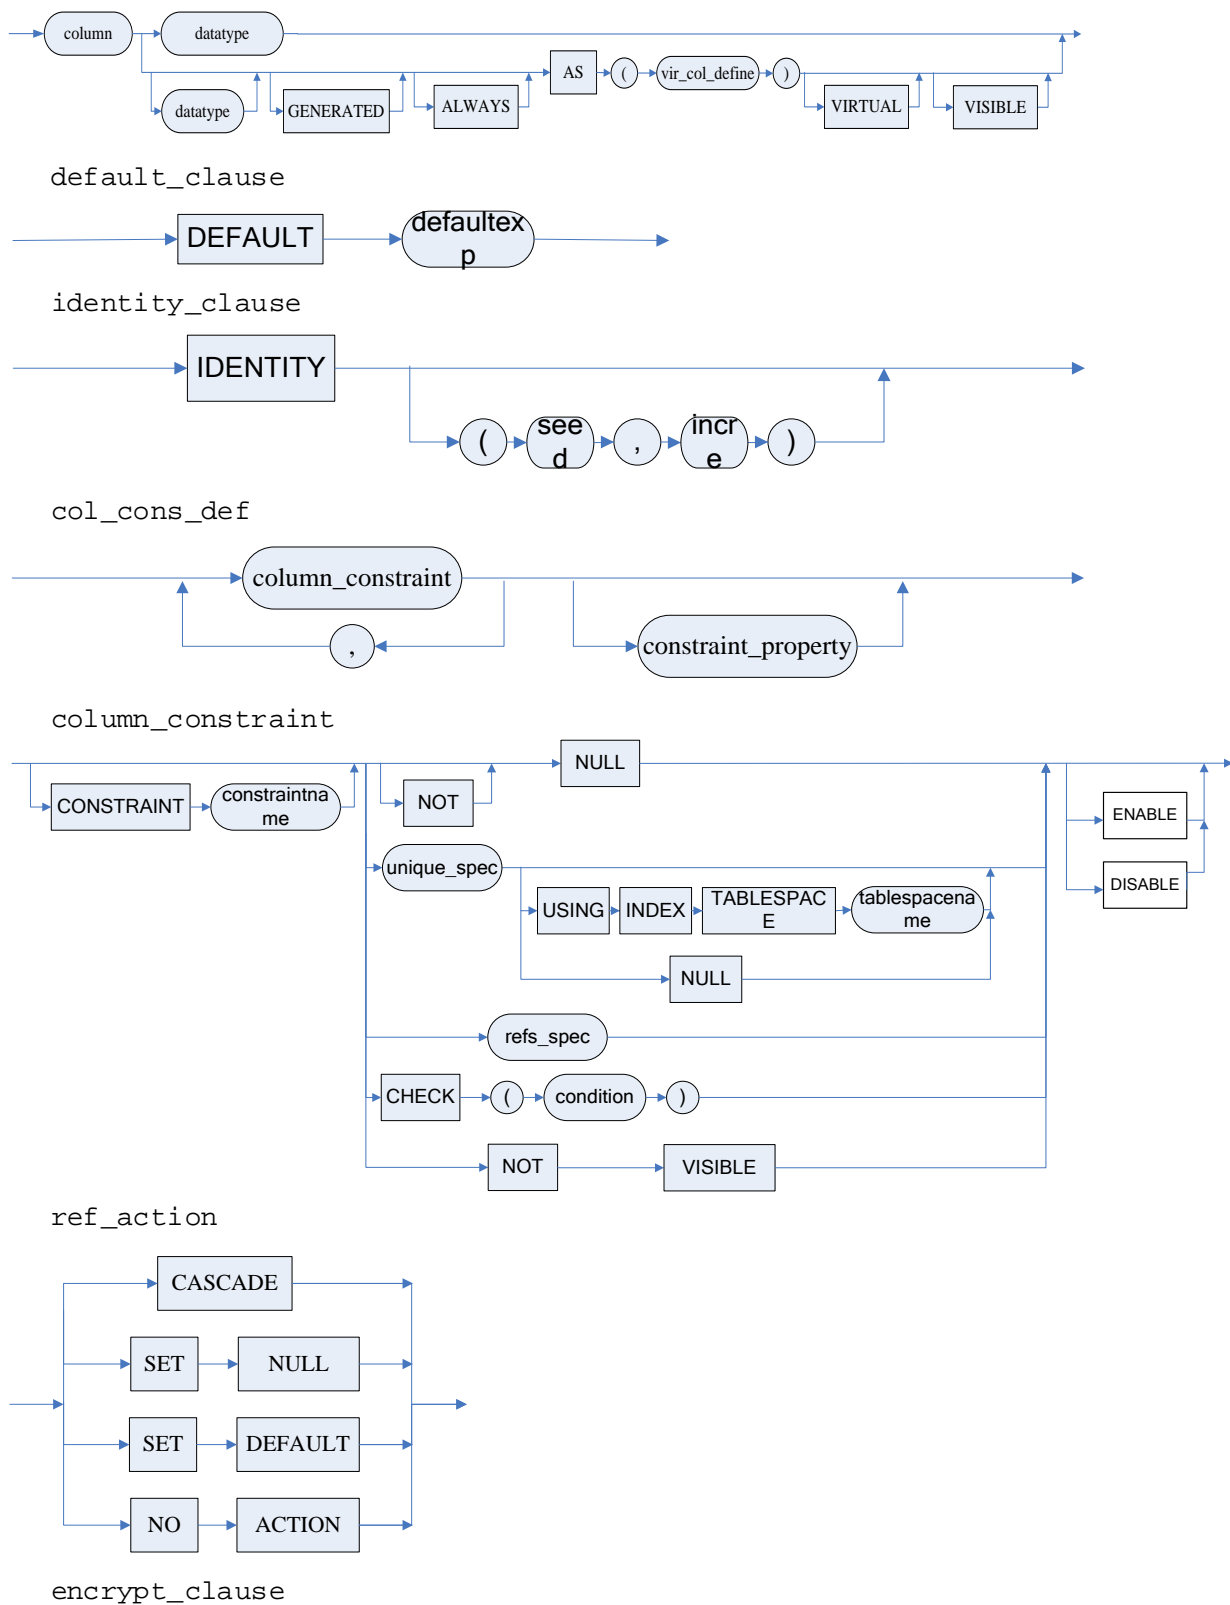 column datatype
AS ( vir_col_define )
datatype GENERATED ALWAYS VIRTUAL VISIBLE
default_clause
DEFAULT defaultex
p
identity_clause
IDENTITY
( see
d , incr
e )
col_cons_def
column_constraint
, constraint_property
column_constraint
NULL
CONSTRAINT constraintna
me NOT ENABLE
unique_spec DISABLE
USING INDEX TABLESPAC
E tablespacena
me
NULL
refs_spec
CHECK ( condition )
NOT VISIBLE
ref_action
CASCADE
SET NULL
SET DEFAULT
NO ACTION
encrypt_clause